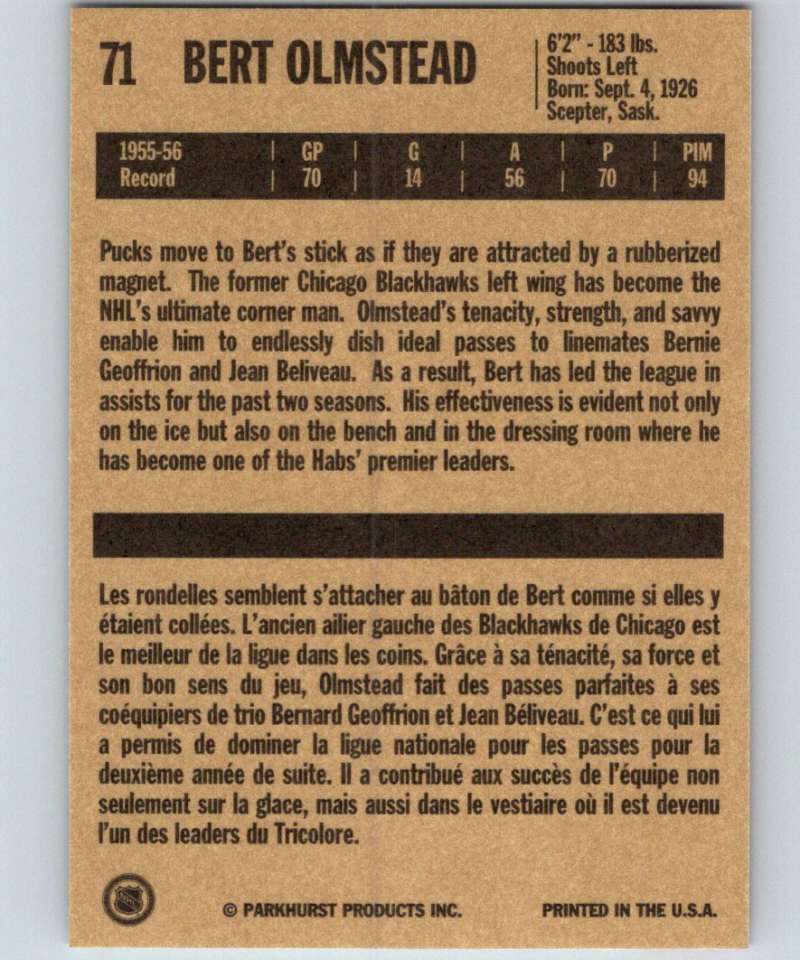 71 BERT OLMSTEAD
6'2" - 183 lbs.
Shoots Left
Born: Sept. 4, 1926
Scepter, Sask.
1955-56 | GP | G | A | P | PIM
Record | 70 | 14 | 56 | 70 | 94
Pucks move to Bert's stick as if they are attracted by a rubberized
magnet. The former Chicago Blackhawks left wing has become the
NHL's ultimate corner man. Olmstead's tenacity, strength, and savvy
enable him to endlessly dish ideal passes to linemates Bernie
Geoffrion and Jean Beliveau. As a result, Bert has led the league in
assists for the past two seasons. His effectiveness is evident not only
on the ice but also on the bench and in the dressing room where he
has become one of the Habs' premier leaders.
Les rondelles semblent s'attacher au bâton de Bert comme si elles y
étaient collées. L'ancien ailier gauche des Blackhawks de Chicago est
le meilleur de la ligue dans les coins. Grâce à sa ténacité, sa force et
son bon sens du jeu, Olmstead fait des passes parfaites à ses
coéquipiers de trio Bernard Geoffrion et Jean Béliveau. C'est ce qui lui
a permis de dominer la ligue nationale pour les passes pour la
deuxième année de suite. Il a contribué aux succès de l'équipe non
seulement sur la glace, mais aussi dans le vestiaire où il est devenu
l'un des leaders du Tricolore.
NHL
© PARKHURST PRODUCTS INC. PRINTED IN THE U.S.A.